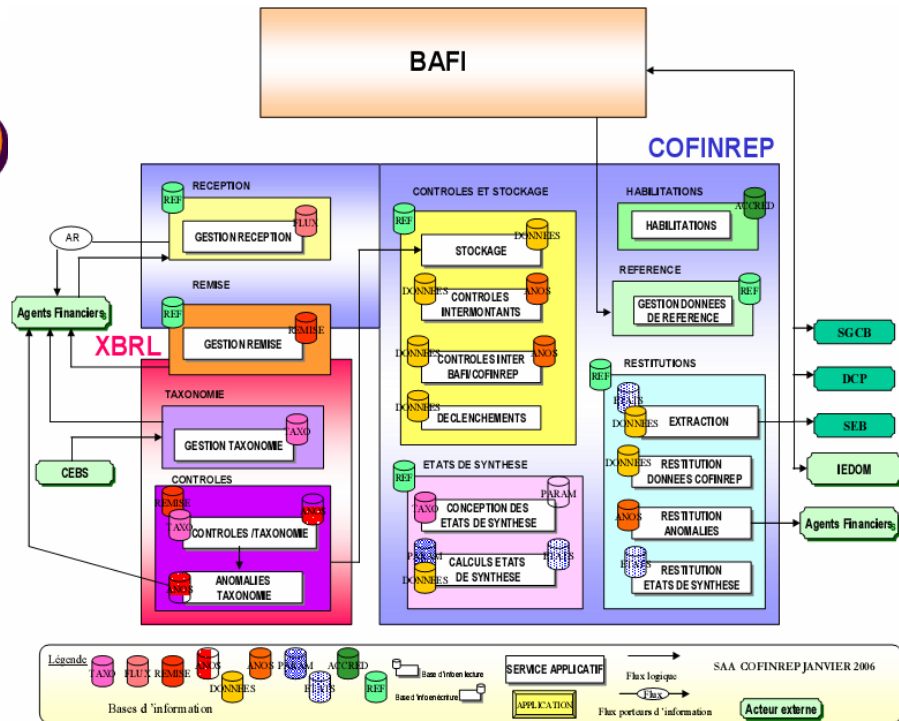 BAFI
COFINREP
RECEPTION
REF
FLUX
GESTION RECEPTION
AR
Agents Financiers
REMISE
REF
REMISE
GESTION REMISE
XBRL
TAXONOMIE
TAXO
GESTION TAXONOMIE
CEBS
CONTROLES
REMISE
ANOS
TAXO
CONTROLES /TAXONOMIE
ANOS
ANOMALIES
TAXONOMIE
CONTROLES ET STOCKAGE
REF
DONNEES
STOCKAGE
DONNEES
ANOS
CONTROLES
INTERMONTANTS
DONNEES
ANOS
CONTROLES INTER
BAFI/COFINREP
DONNEES
DECLENCHEMENTS
ETATS DE SYNTHESE
REF
PARAM
TAXO
CONCEPTION DES
ETATS DE SYNTHESE
PARAM
ETATS
DONNEES
CALCULS ETATS
DE SYNTHESE
HABILITATIONS
ACCRED
HABILITATIONS
REFERENCE
REF
GESTION DONNEES
DE REFERENCE
RESTITUTIONS
REF
ETATS
DONNEES
EXTRACTION
DONNEES
RESTITUTION
DONNEES COFINREP
ANOS
RESTITUTION
ANOMALIES
ETATS
RESTITUTION
ETATS DE SYNTHESE
SGCB
DCP
SEB
IEDOM
Agents Financiers
Légende
TAXO
FLUX
REMISE
ANOS
DONNEES
ANOS
PARAM
ETATS
ACCRED
REF
Base d'info en lecture
Base d'info en écriture
Bases d'information
SERVICE APPLICATIF
APPLICATION
Flux logique
Flux
Flux porteurs d'information
SAA COFINREP JANVIER 2006
Acteur externe